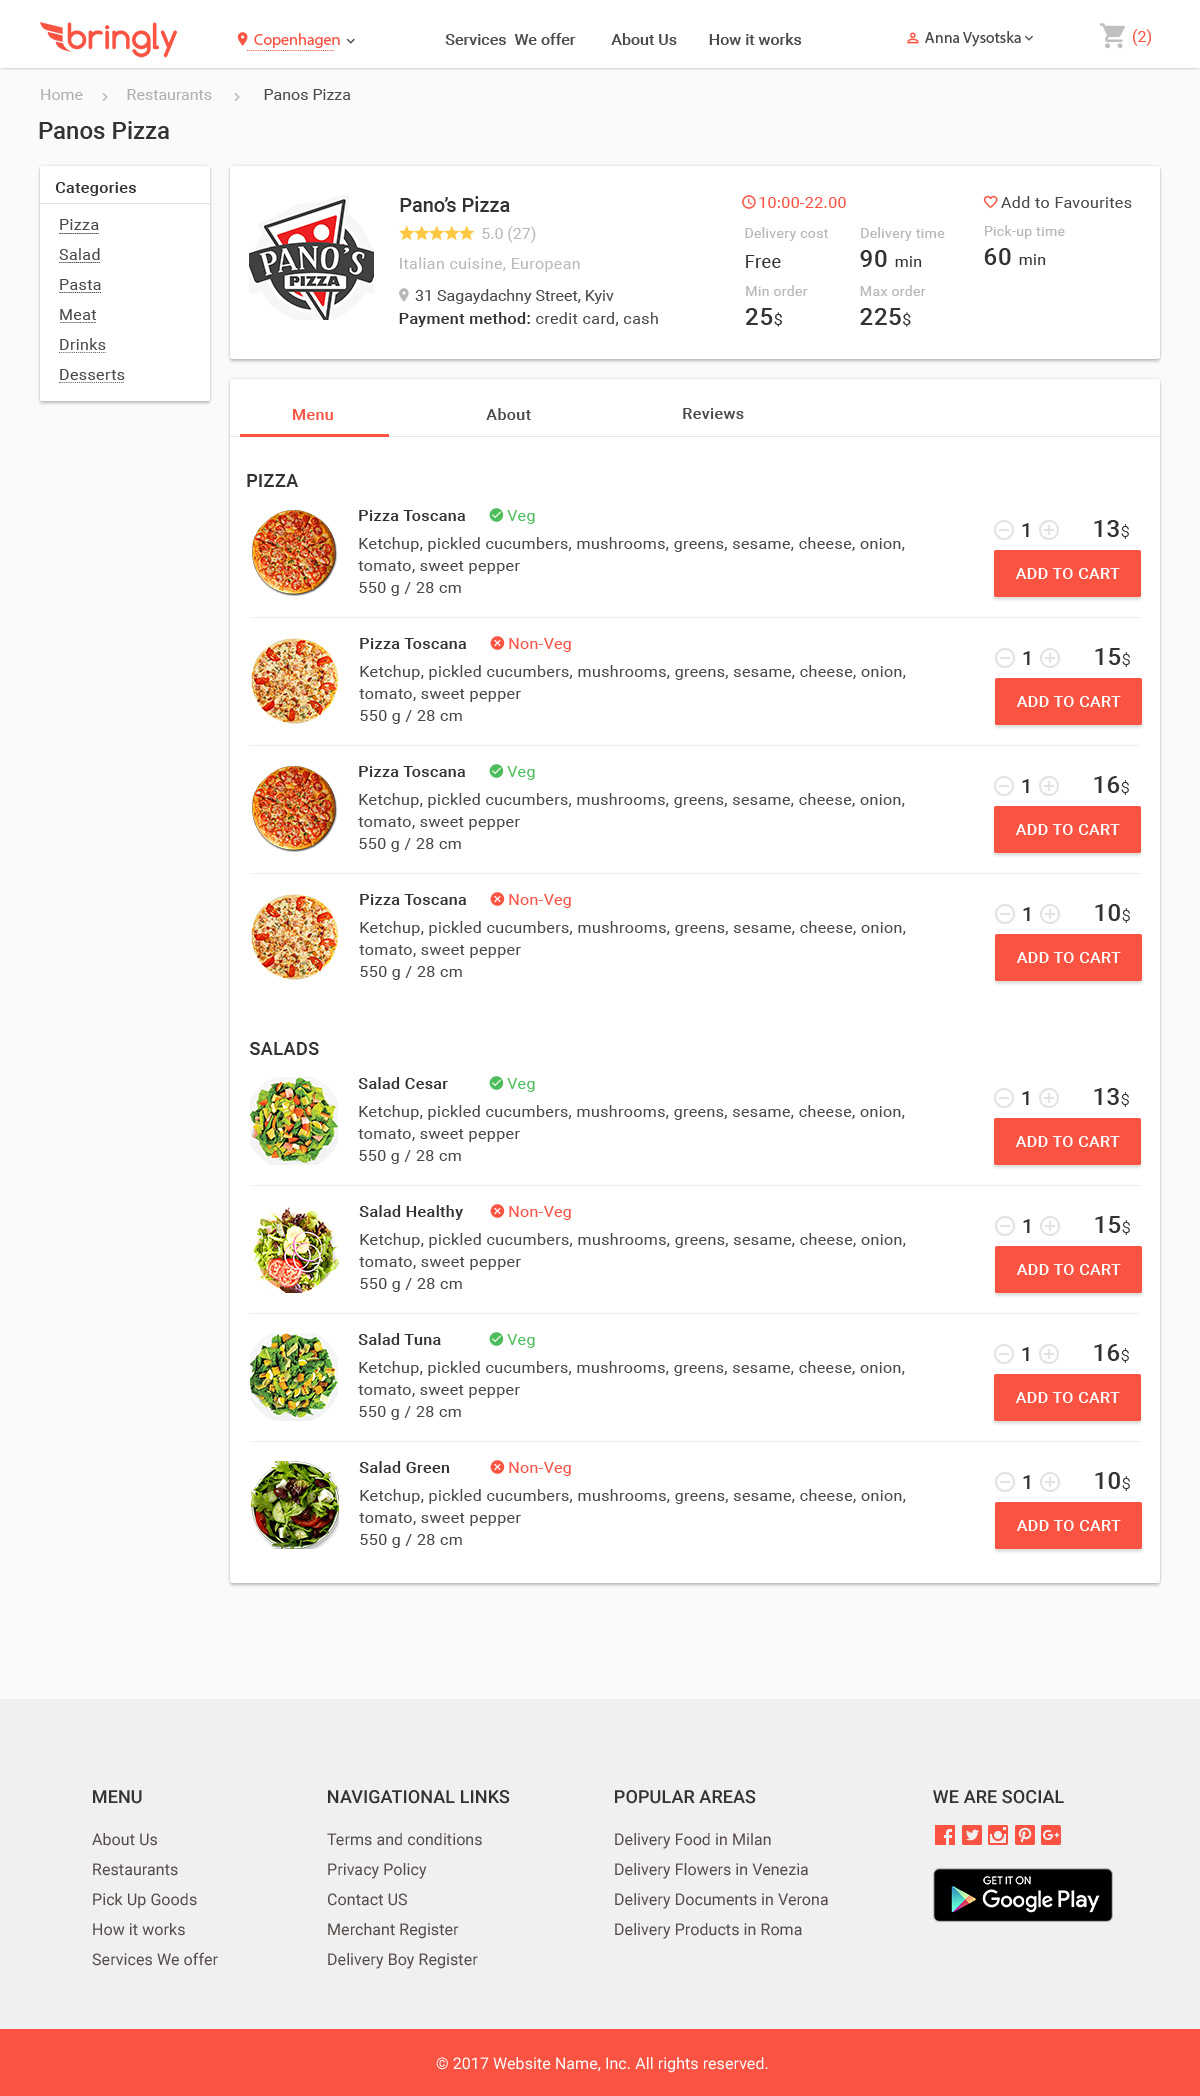 bringly
Copenhagen
Services We offer
About Us
How it works
Anna Vysotska
(2)
Home
Restaurants
Panos Pizza
Panos Pizza
Categories
Pizza
Salad
Pasta
Meat
Drinks
Desserts
PANO'S
PIZZA
Pano's Pizza
5.0 (27)
Italian cuisine, European
31 Sagaydachny Street, Kyiv
Payment method: credit card, cash
10:00-22.00
Delivery cost
Free
Min order
25$
Delivery time
90 min
Max order
225$
Add to Favourites
Pick-up time
60 min
Menu
About
Reviews
PIZZA
Pizza Toscana
Veg
Ketchup, pickled cucumbers, mushrooms, greens, sesame, cheese, onion,
tomato, sweet pepper
550 g / 28 cm
1
13$
ADD TO CART
Pizza Toscana
Non-Veg
Ketchup, pickled cucumbers, mushrooms, greens, sesame, cheese, onion,
tomato, sweet pepper
550 g / 28 cm
1
15$
ADD TO CART
Pizza Toscana
Veg
Ketchup, pickled cucumbers, mushrooms, greens, sesame, cheese, onion,
tomato, sweet pepper
550 g / 28 cm
1
16$
ADD TO CART
Pizza Toscana
Non-Veg
Ketchup, pickled cucumbers, mushrooms, greens, sesame, cheese, onion,
tomato, sweet pepper
550 g / 28 cm
1
10$
ADD TO CART
SALADS
Salad Cesar
Veg
Ketchup, pickled cucumbers, mushrooms, greens, sesame, cheese, onion,
tomato, sweet pepper
550 g / 28 cm
1
13$
ADD TO CART
Salad Healthy
Non-Veg
Ketchup, pickled cucumbers, mushrooms, greens, sesame, cheese, onion,
tomato, sweet pepper
550 g / 28 cm
1
15$
ADD TO CART
Salad Tuna
Veg
Ketchup, pickled cucumbers, mushrooms, greens, sesame, cheese, onion,
tomato, sweet pepper
550 g / 28 cm
1
16$
ADD TO CART
Salad Green
Non-Veg
Ketchup, pickled cucumbers, mushrooms, greens, sesame, cheese, onion,
tomato, sweet pepper
550 g / 28 cm
1
10$
ADD TO CART
MENU
About Us
Restaurants
Pick Up Goods
How it works
Services We offer
NAVIGATIONAL LINKS
Terms and conditions
Privacy Policy
Contact US
Merchant Register
Delivery Boy Register
POPULAR AREAS
Delivery Food in Milan
Delivery Flowers in Venezia
Delivery Documents in Verona
Delivery Products in Roma
WE ARE SOCIAL
GET IT ON
Google Play
© 2017 Website Name, Inc. All rights reserved.